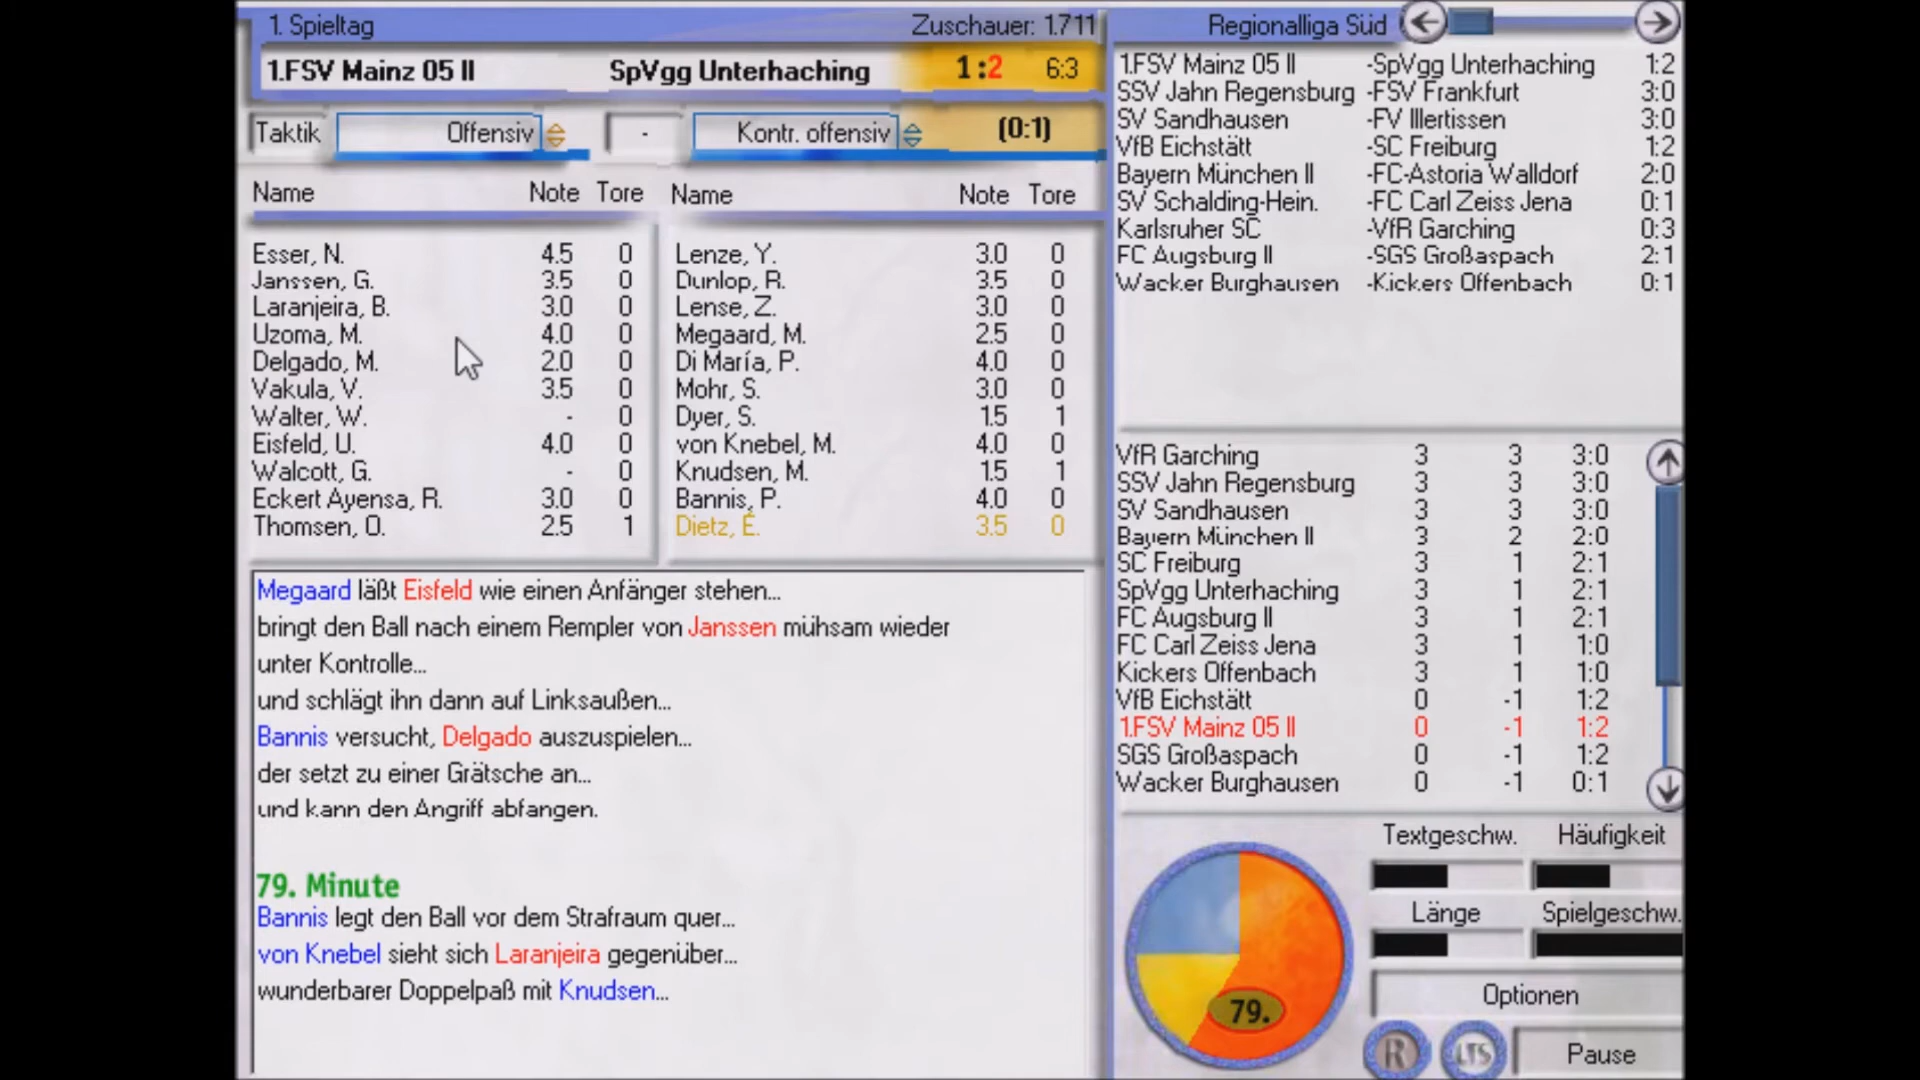 1. Spieltag Zuschauer: 1.711
1.FSV Mainz 05 II SpVgg Unterhaching 1:2 6:3
Taktik Offensiv - Kontr. offensiv (0:1)
Name Note Tore Name Note Tore
Esser, N. 4.5 0 Lenze, Y. 3.0 0
Janssen, G. 3.5 0 Dunlop, R. 3.5 0
Laranjeira, B. 3.0 0 Lense, Z. 3.0 0
Uzoma, M. 4.0 0 Megaard, M. 2.5 0
Delgado, M. 2.0 0 Di María, P. 4.0 0
Vakula, V. 3.5 0 Mohr, S. 3.0 0
Walter, W. - 0 Dyer, S. 1.5 1
Eisfeld, U. 4.0 0 von Knebel, M. 4.0 0
Walcott, G. - 0 Knudsen, M. 1.5 1
Eckert Ayensa, R. 3.0 0 Bannis, P. 4.0 0
Thomsen, O. 2.5 1 Dietz, É. 3.5 0
Megaard läßt Eisfeld wie einen Anfänger stehen...
bringt den Ball nach einem Rempler von Janssen mühsam wieder
unter Kontrolle...
und schlägt ihn dann auf Linksaußen...
Bannis versucht, Delgado auszuspielen...
der setzt zu einer Grätsche an...
und kann den Angriff abfangen.
79. Minute
Bannis legt den Ball vor dem Strafraum quer...
von Knebel sieht sich Laranjeira gegenüber...
wunderbarer Doppelpaß mit Knudsen...
Regionalliga Süd
1.FSV Mainz 05 II -SpVgg Unterhaching 1:2
SSV Jahn Regensburg -FSV Frankfurt 3:0
SV Sandhausen -FV Illertissen 3:0
VfB Eichstätt -SC Freiburg 1:2
Bayern München II -FC-Astoria Walldorf 2:0
SV Schalding-Hein. -FC Carl Zeiss Jena 0:1
Karlsruher SC -VfR Garching 0:3
FC Augsburg II -SGS Großaspach 2:1
Wacker Burghausen -Kickers Offenbach 0:1
VfR Garching 3 3 3:0
SSV Jahn Regensburg 3 3 3:0
SV Sandhausen 3 3 3:0
Bayern München II 3 2 2:0
SC Freiburg 3 1 2:1
SpVgg Unterhaching 3 1 2:1
FC Augsburg II 3 1 2:1
FC Carl Zeiss Jena 3 1 1:0
Kickers Offenbach 3 1 1:0
VfB Eichstätt 0 -1 1:2
1.FSV Mainz 05 II 0 -1 1:2
SGS Großaspach 0 -1 1:2
Wacker Burghausen 0 -1 0:1
Textgeschw. Häufigkeit
Länge Spielgeschw.
Optionen
79.
R LTS Pause